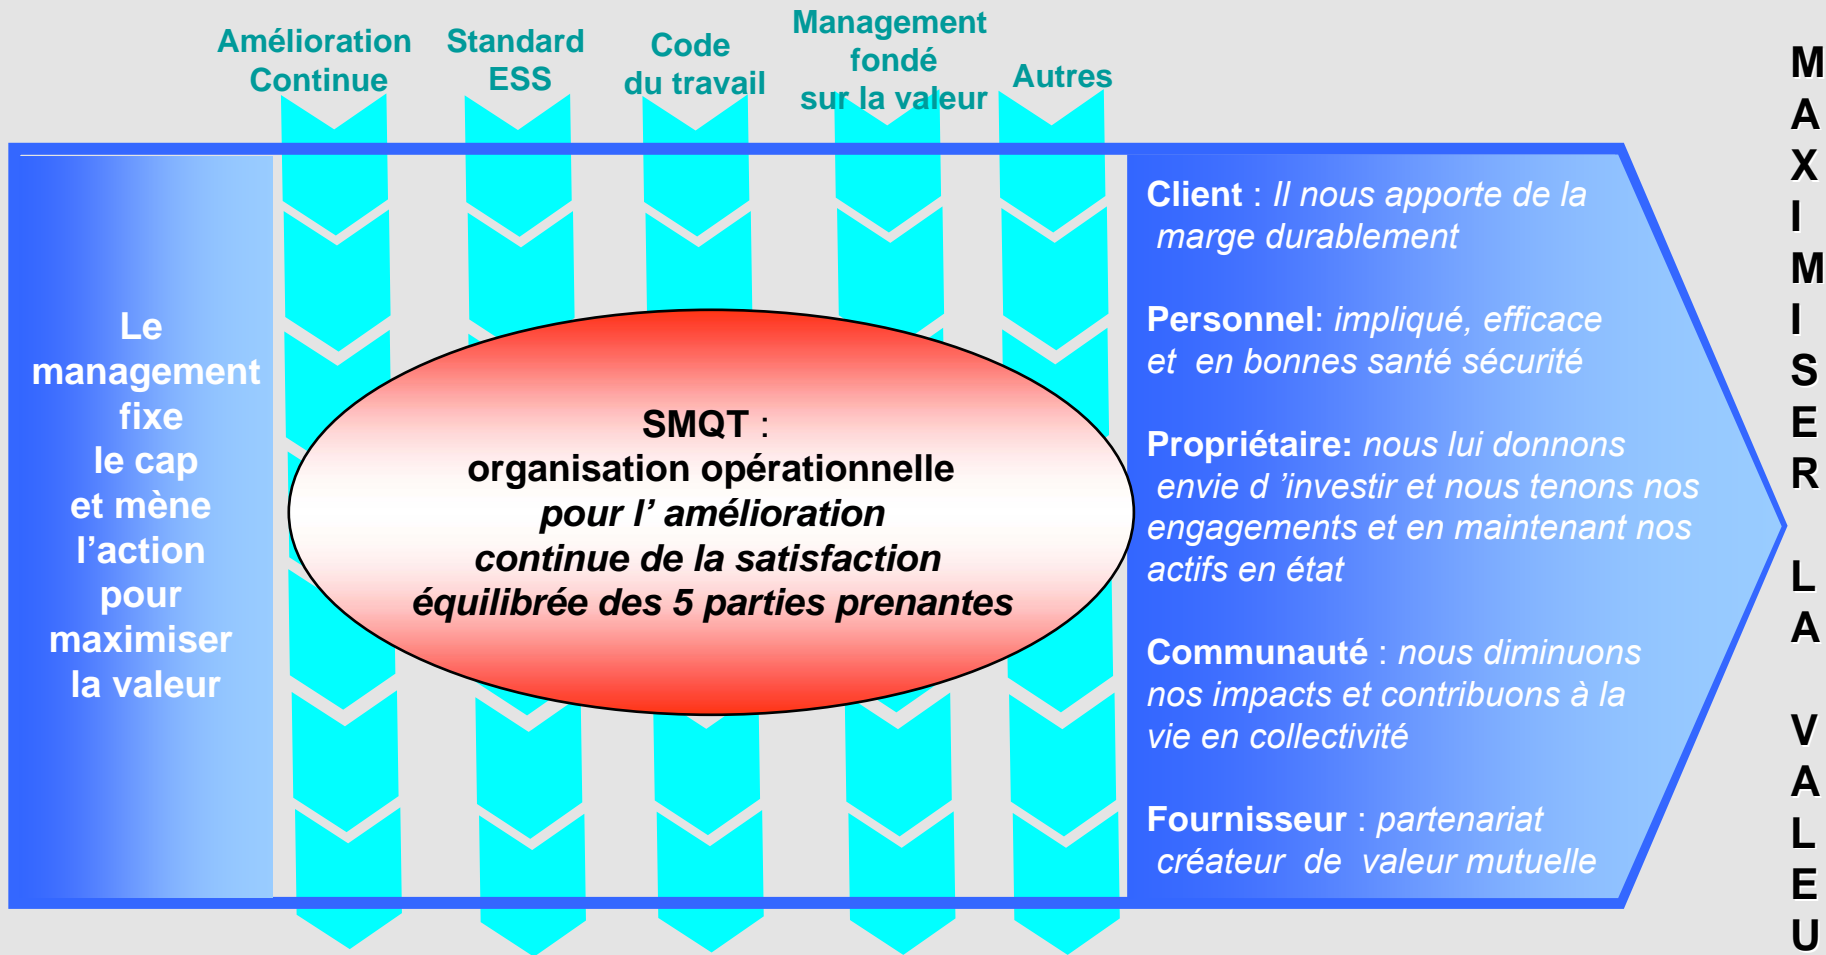 Amélioration
Continue
Standard
ESS
Code
du travail
Management
fondé
sur la valeur
Autres
Le
management
fixe
le cap
et mène
l’action
pour
maximiser
la valeur
SMQT :
organisation opérationnelle
pour l’ amélioration
continue de la satisfaction
équilibrée des 5 parties prenantes
Client : Il nous apporte de la
marge durablement
Personnel: impliqué, efficace
et en bonnes santé sécurité
Propriétaire: nous lui donnons
envie d ’investir et nous tenons nos
engagements et en maintenant nos
actifs en état
Communauté : nous diminuons
nos impacts et contribuons à la
vie en collectivité
Fournisseur : partenariat
créateur de valeur mutuelle
MAXIMISER LA VALEU